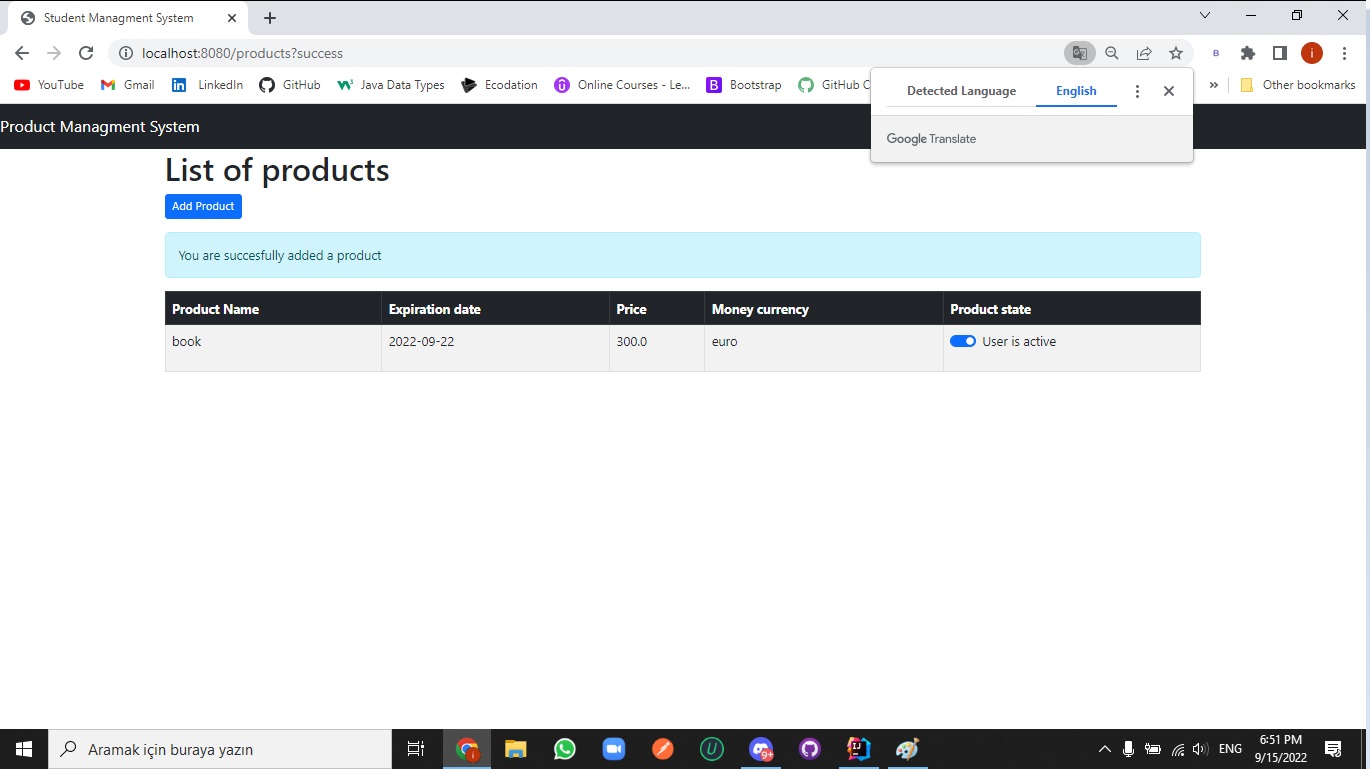 Student Managment System
localhost:8080/products?success
B
i
YouTube
Gmail
LinkedIn
GitHub
Java Data Types
Ecodation
Online Courses - Le...
B Bootstrap
GitHub C
»
Other bookmarks
Detected Language
English
Google Translate
Product Managment System
List of products
Add Product
You are succesfully added a product
Product Name Expiration date Price Money currency Product state
book 2022-09-22 300.0 euro User is active
Aramak için buraya yazın
9+
ENG
6:51 PM
9/15/2022